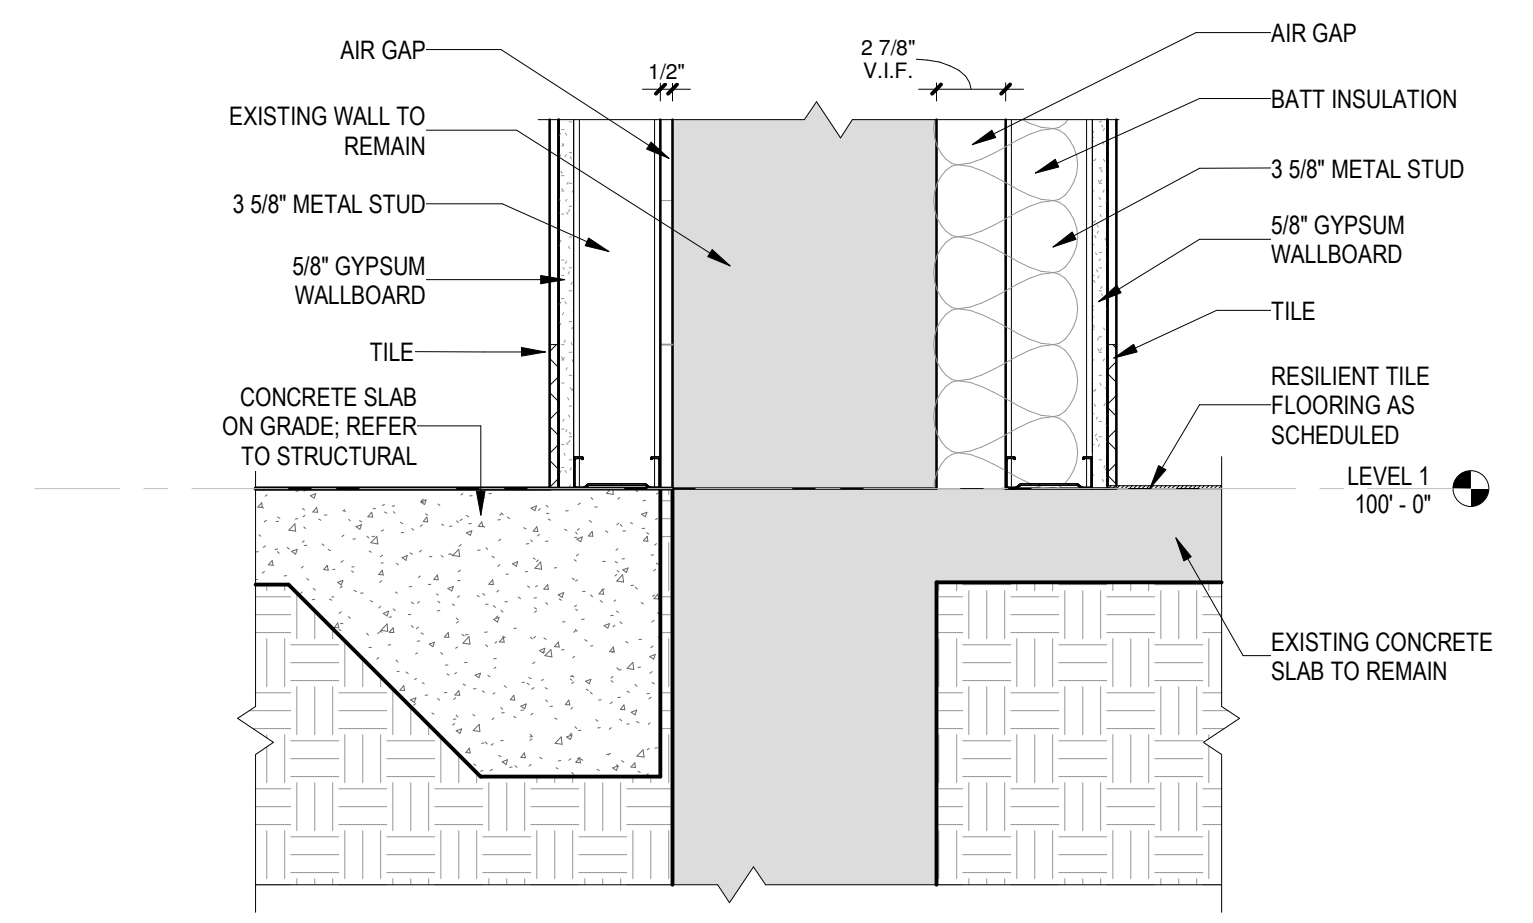 AIR GAP
1/2"
EXISTING WALL TO
REMAIN
3 5/8" METAL STUD
5/8" GYPSUM
WALLBOARD
TILE
CONCRETE SLAB
ON GRADE; REFER
TO STRUCTURAL
2 7/8"
V.I.F.
AIR GAP
BATT INSULATION
3 5/8" METAL STUD
5/8" GYPSUM
WALLBOARD
TILE
RESILIENT TILE
FLOORING AS
SCHEDULED
LEVEL 1
100' - 0"
EXISTING CONCRETE
SLAB TO REMAIN